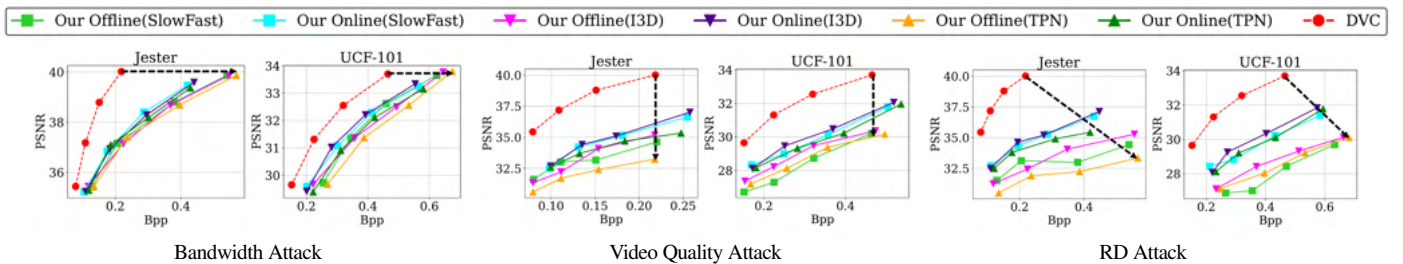 Our Offline(SlowFast) Our Online(SlowFast) Our Offline(I3D) Our Online(I3D) Our Offline(TPN) Our Online(TPN) DVC
Jester
PSNR
40
38
36
0.2 0.4
Bpp
UCF-101
PSNR
34
33
32
31
30
29
0.2 0.4 0.6
Bpp
Bandwidth Attack
Jester
PSNR
40.0
37.5
35.0
32.5
0.10 0.15 0.20 0.25
Bpp
UCF-101
PSNR
34
32
30
28
0.2 0.4
Bpp
Video Quality Attack
Jester
PSNR
40.0
37.5
35.0
32.5
0.2 0.4
Bpp
UCF-101
PSNR
34
32
30
28
0.2 0.4 0.6
Bpp
RD Attack